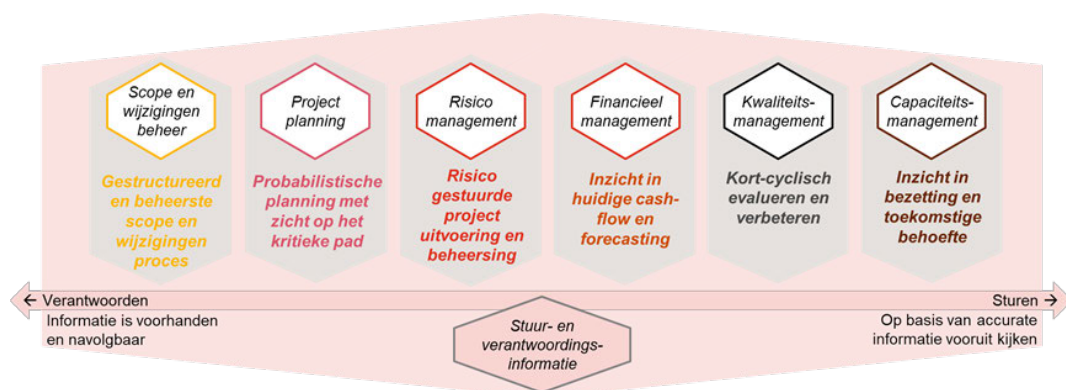 Scope en
wijzigingen
beheer
Gestructureerd
en beheerste
scope en
wijzigingen
proces
Project
planning
Probabilistische
planning met
zicht op het
kritieke pad
Risico
management
Risico
gestuurde
project
uitvoering en
beheersing
Financieel
management
Inzicht in
huidige cash-
flow en
forecasting
Kwaliteits-
management
Kort-cyclisch
evalueren en
verbeteren
Capaciteits-
management
Inzicht in
bezetting en
toekomstige
behoefte
← Verantwoorden
Informatie is voorhanden
en navolgbaar
Stuur- en
verantwoordings-
informatie
Sturen →
Op basis van accurate
informatie vooruit kijken